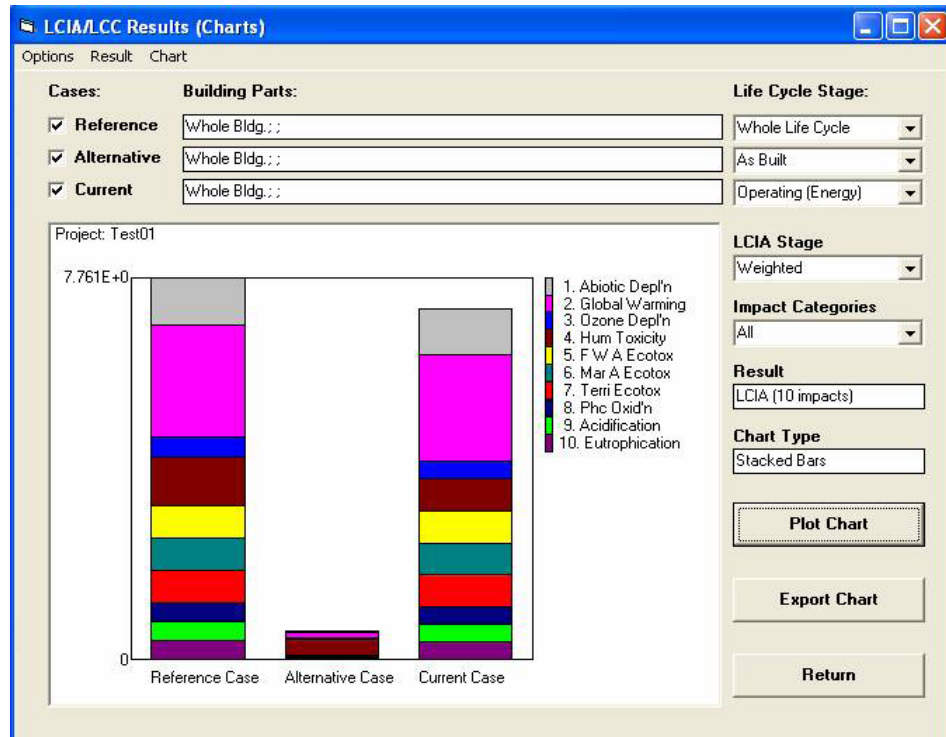 LCIA/LCC Results (Charts)
Options Result Chart
Cases: Building Parts: Life Cycle Stage:
Reference Whole Bldg.; ; Whole Life Cycle
Alternative Whole Bldg.; ; As Built
Current Whole Bldg.; ; Operating (Energy)
Project: Test01
7.761E+0
0
Reference Case Alternative Case Current Case
1. Abiotic Depl'n
2. Global Warming
3. Ozone Depl'n
4. Hum Toxicity
5. F W A Ecotox
6. Mar A Ecotox
7. Terri Ecotox
8. Phc Oxid'n
9. Acidification
10. Eutrophication
LCIA Stage
Weighted
Impact Categories
All
Result
LCIA (10 impacts)
Chart Type
Stacked Bars
Plot Chart
Export Chart
Return